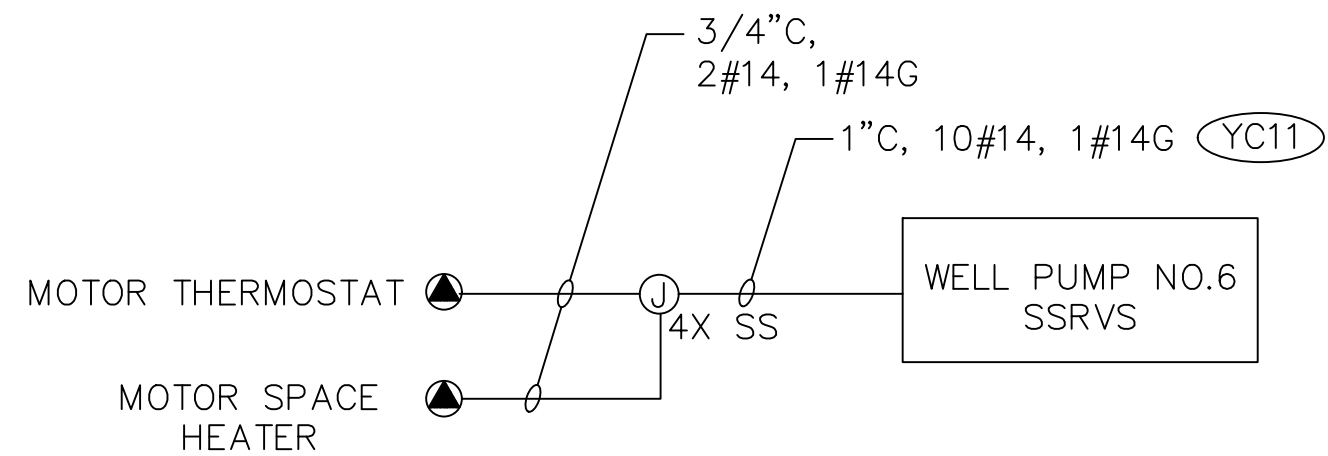 3/4”C,
2#14, 1#14G
1”C, 10#14, 1#14G YC11
MOTOR THERMOSTAT
J
4X SS
WELL PUMP NO.6
SSRVS
MOTOR SPACE
HEATER